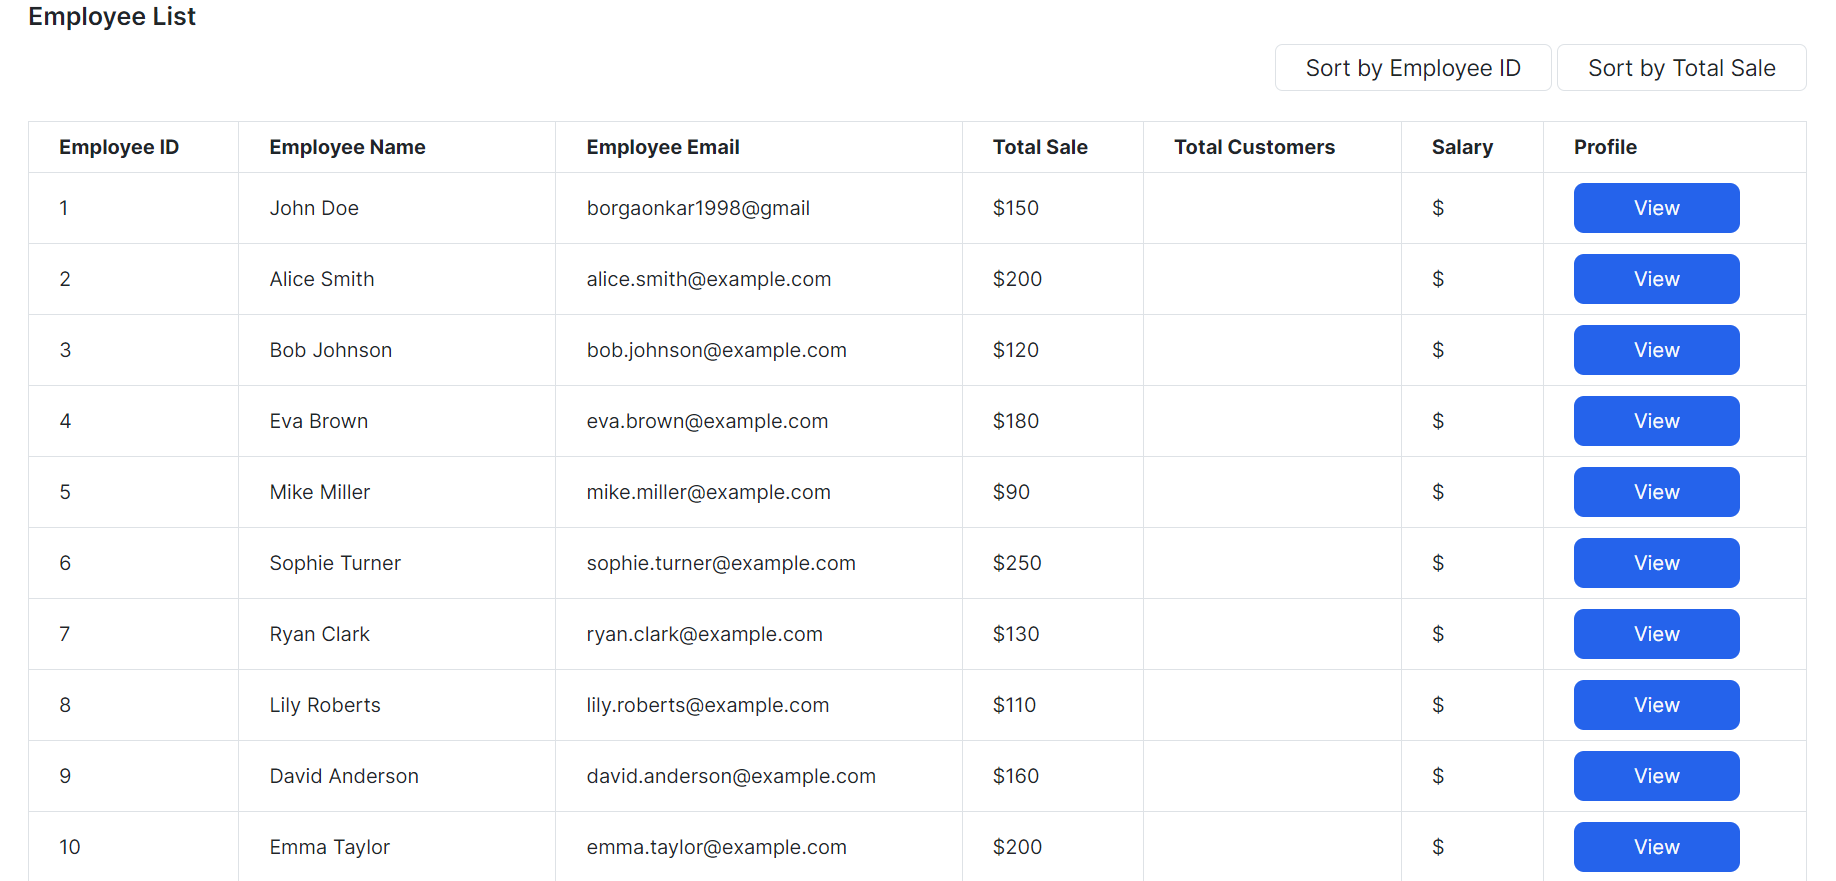 Employee List
Sort by Employee ID Sort by Total Sale
Employee ID Employee Name Employee Email Total Sale Total Customers Salary Profile
1 John Doe borgaonkar1998@gmail $150 $ View
2 Alice Smith alice.smith@example.com $200 $ View
3 Bob Johnson bob.johnson@example.com $120 $ View
4 Eva Brown eva.brown@example.com $180 $ View
5 Mike Miller mike.miller@example.com $90 $ View
6 Sophie Turner sophie.turner@example.com $250 $ View
7 Ryan Clark ryan.clark@example.com $130 $ View
8 Lily Roberts lily.roberts@example.com $110 $ View
9 David Anderson david.anderson@example.com $160 $ View
10 Emma Taylor emma.taylor@example.com $200 $ View